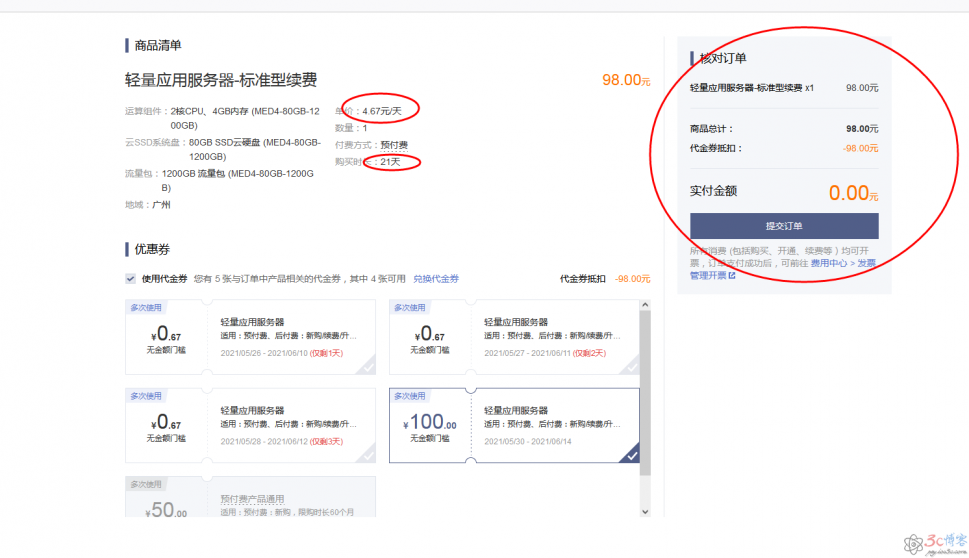 商品清单
轻量应用服务器-标准型续费
98.00元
运算组件：2核CPU、4GB内存 (MED4-80GB-12
00GB)
云SSD系统盘：80GB SSD云硬盘 (MED4-80GB-
1200GB)
流量包：1200GB 流量包 (MED4-80GB-1200G
B)
地域：广州
单价：4.67元/天
数量：1
付费方式：预付费
购买时长：21天
优惠券
使用代金券 您有 5 张与订单中产品相关的代金券，其中 4 张可用 兑换代金券
代金券抵扣 -98.00元
多次使用
¥0.67
无金额门槛
轻量应用服务器
适用：预付费、后付费：新购/续费/升...
2021/05/26 - 2021/06/10 (仅剩1天)
多次使用
¥0.67
无金额门槛
轻量应用服务器
适用：预付费、后付费：新购/续费/升...
2021/05/27 - 2021/06/11 (仅剩2天)
多次使用
¥0.67
无金额门槛
轻量应用服务器
适用：预付费、后付费：新购/续费/升...
2021/05/28 - 2021/06/12 (仅剩3天)
多次使用
¥100.00
无金额门槛
轻量应用服务器
适用：预付费、后付费：新购/续费/升...
2021/05/30 - 2021/06/14
多次使用
¥50.00
预付费产品通用
适用：预付费：新购，限购时长60个月
核对订单
轻量应用服务器-标准型续费 x1 98.00元
商品总计： 98.00元
代金券抵扣： -98.00元
实付金额 0.00元
提交订单
所有消费 (包括购买、开通、续费等）均可开
票，订单支付成功后，可前往 费用中心 > 发票
管理开票
3c博客